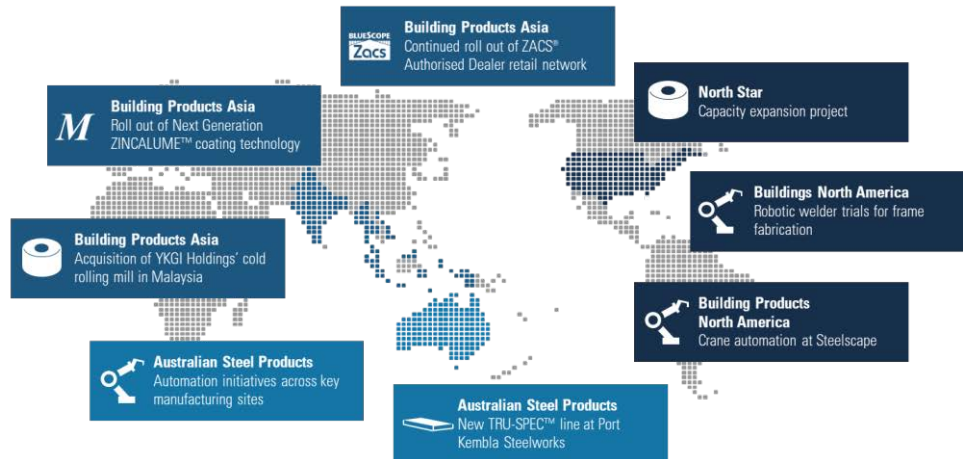 BLUESCOPE
Zacs
Building Products Asia
Continued roll out of ZACS®
Authorised Dealer retail network
North Star
Capacity expansion project
M
Building Products Asia
Roll out of Next Generation
ZINCALUME™ coating technology
Buildings North America
Robotic welder trials for frame
fabrication
Building Products Asia
Acquisition of YKGI Holdings' cold
rolling mill in Malaysia
Building Products
North America
Crane automation at Steelscape
Australian Steel Products
Automation initiatives across key
manufacturing sites
Australian Steel Products
New TRU-SPEC™ line at Port
Kembla Steelworks